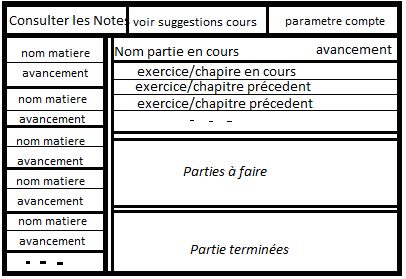 Consulter les Notes
voir suggestions cours
parametre compte
nom matiere
avancement
nom matiere
avancement
nom matiere
avancement
nom matiere
avancement
nom matiere
avancement
- - -
Nom partie en cours
avancement
exercice/chapire en cours
exercice/chapitre précedent
exercice/chapitre précedent
- - -
Parties à faire
Partie terminées